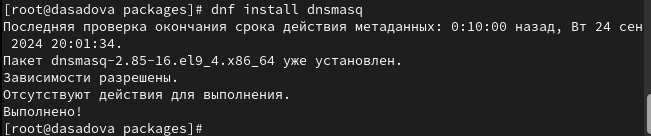 [root@dasadova packages]# dnf install dnsmasq
Последняя проверка окончания срока действия метаданных: 0:10:00 назад, Вт 24 сен
 2024 20:01:34.
Пакет dnsmasq-2.85-16.el9_4.x86_64 уже установлен.
Зависимости разрешены.
Отсутствуют действия для выполнения.
Выполнено!
[root@dasadova packages]#